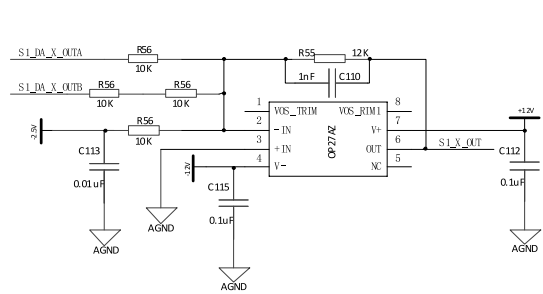 R56
R55 12K
S1_DA_X_OUTA
10K
1nF C110
S1_DA_X_OUTB R56 R56
10K 10K
1 VOS_TRIM VOS_RIM1 8
+12V
R56
-2.5V 2 -IN V+ 7
10K
3 +IN OUT 6 S1_X_OUT
OP27AZ
C113
4 V- NC 5
C112
-12V
0.01uF
C115
0.1uF
0.1uF
AGND
AGND
AGND
AGND